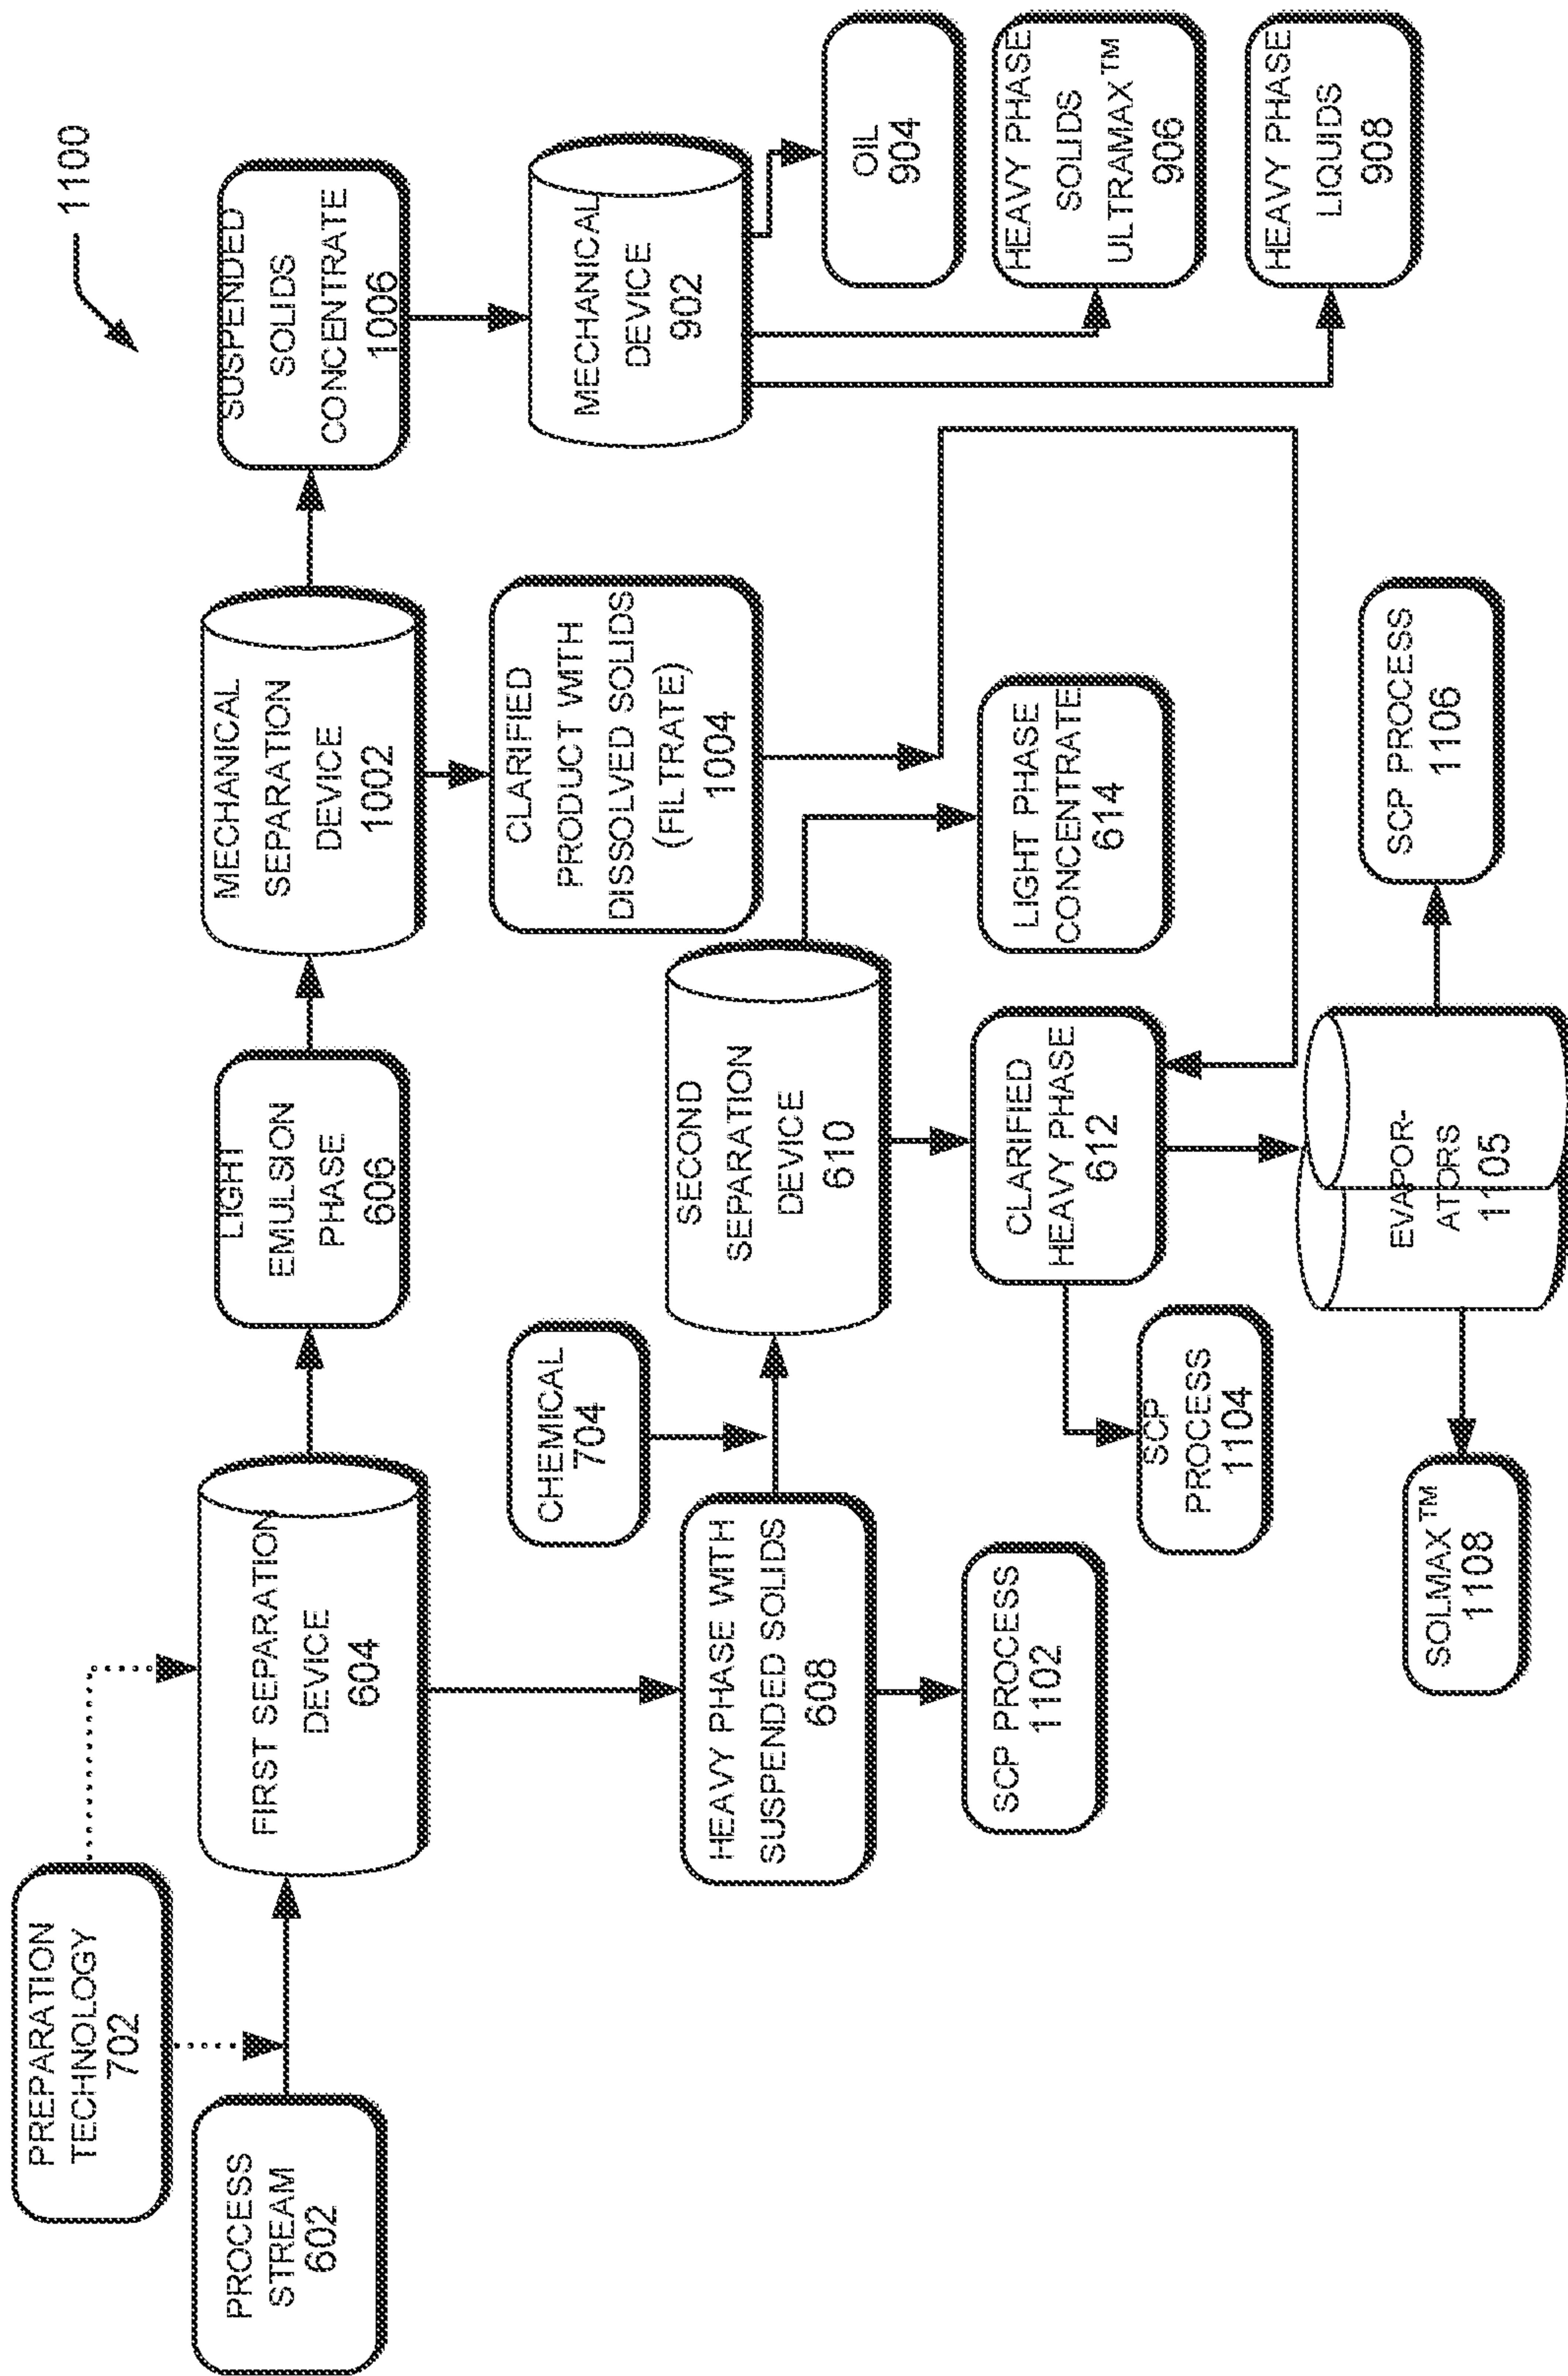 1100
PREPARATION
TECHNOLOGY
702
PROCESS
STREAM
602
FIRST SEPARATION
DEVICE
604
LIGHT
EMULSION
PHASE
606
MECHANICAL
SEPARATION
DEVICE
1002
SUSPENDED
SOLIDS
CONCENTRATE
1006
CLARIFIED
PRODUCT WITH
DISSOLVED SOLIDS
(FILTRATE)
1004
MECHANICAL
DEVICE
902
CHEMICAL
704
HEAVY PHASE WITH
SUSPENDED SOLIDS
608
SECOND
SEPARATION
DEVICE
610
OIL
904
HEAVY PHASE
SOLIDS
ULTRAMAX™
906
HEAVY PHASE
LIQUIDS
908
SCP PROCESS
1102
CLARIFIED
HEAVY PHASE
612
LIGHT PHASE
CONCENTRATE
614
SCP
PROCESS
1104
EVAPOR-
ATORS
1105
SCP PROCESS
1106
SOLMAX™
1108